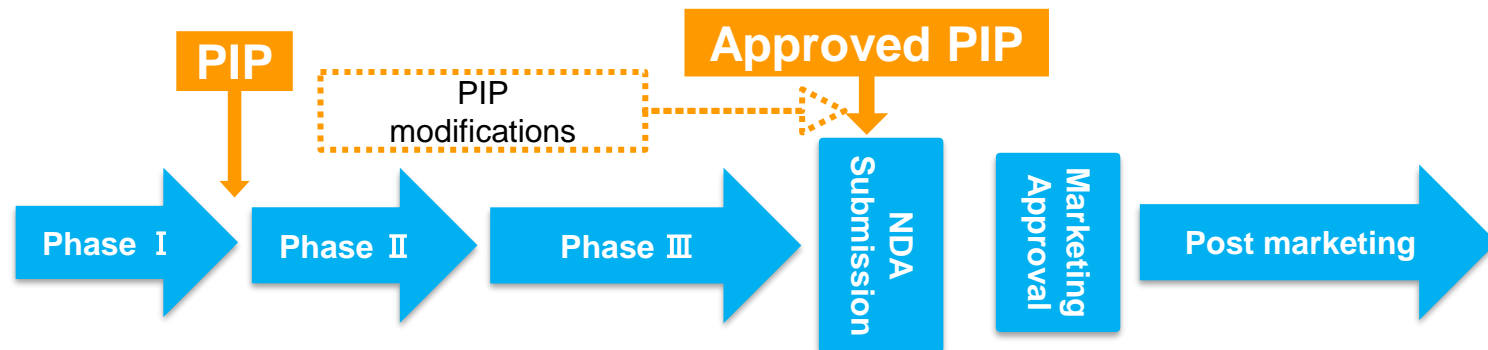 PIP
Approved PIP
PIP
modifications
Phase Ⅰ
Phase Ⅱ
Phase Ⅲ
NDA
Submission
Marketing
Approval
Post marketing